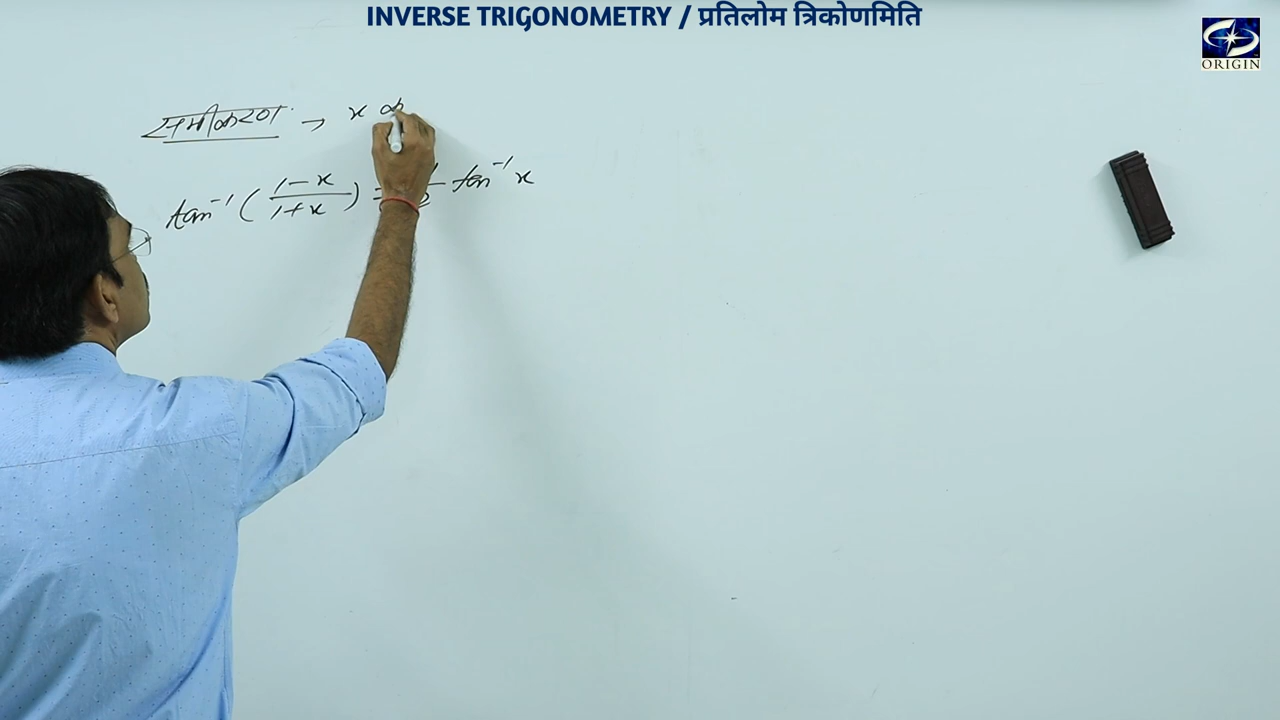 INVERSE TRIGONOMETRY / प्रतिलोम त्रिकोणमिति
ORIGIN
समीकरण → x क
tan⁻¹ (1-x / 1+x) = tan⁻¹ x